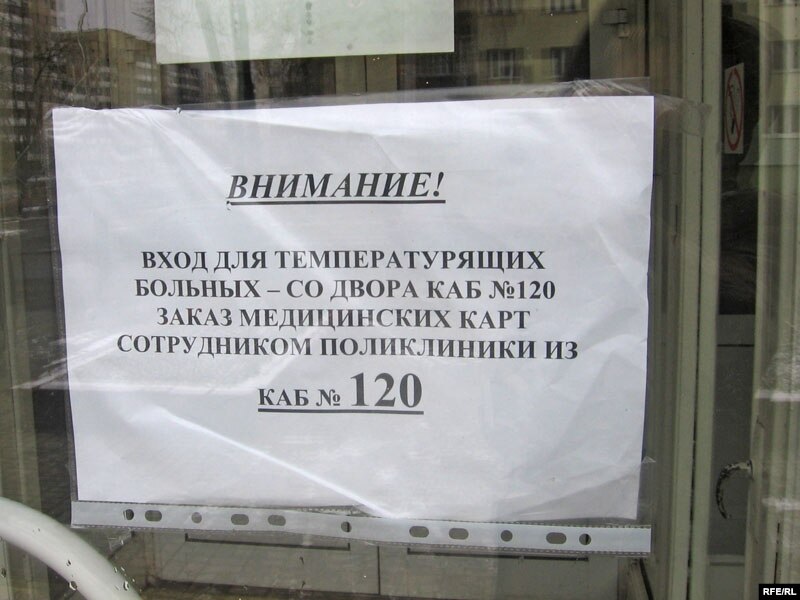 ВНИМАНИЕ!
ВХОД ДЛЯ ТЕМПЕРАТУРЯЩИХ
БОЛЬНЫХ – СО ДВОРА КАБ №120
ЗАКАЗ МЕДИЦИНСКИХ КАРТ
СОТРУДНИКОМ ПОЛИКЛИНИКИ ИЗ
КАБ № 120
RFE/RL